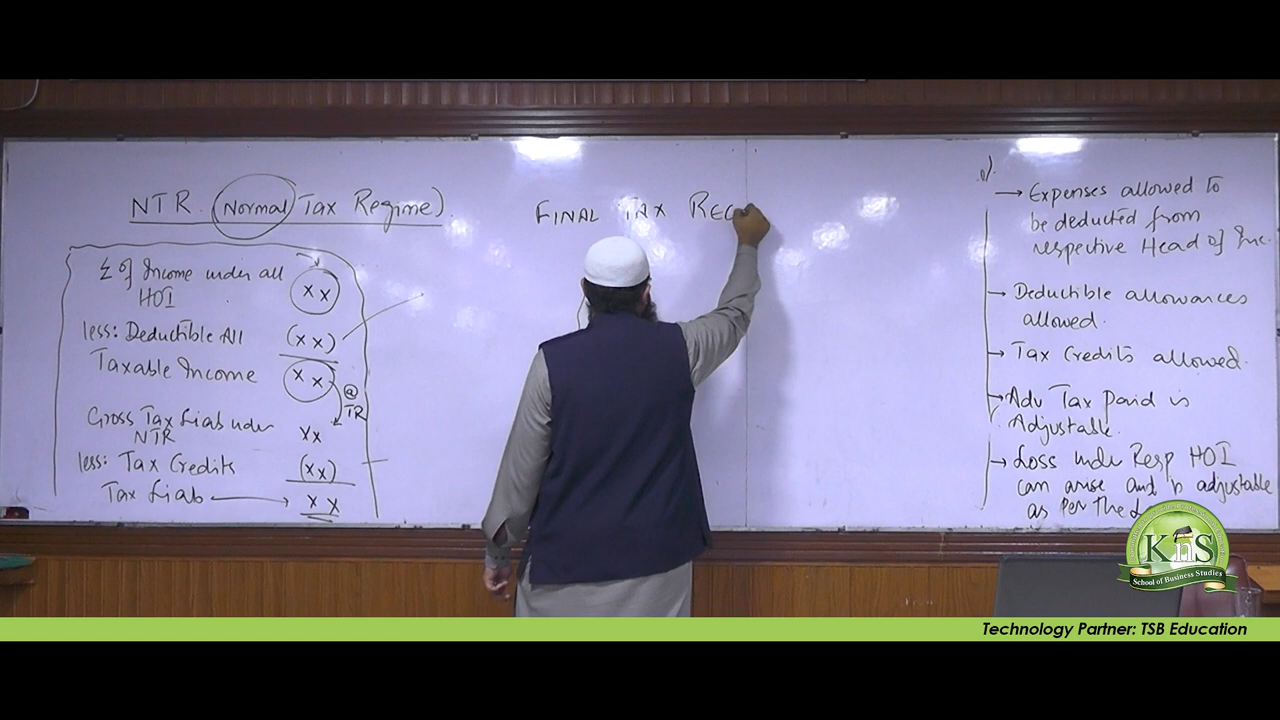 NTR (Normal Tax Regime).
Σ of Income under all
HOI
xx
less: Deductible All
(xx)
Taxable Income
xx
@
TR
Gross Tax Liab under
NTR
xx
less: Tax Credits
(xx)
Tax Liab → xx
FINAL TAX REG
→ Expenses allowed to
be deducted from
respective Head of Inc.
→ Deductible allowances
allowed.
→ Tax Credits allowed.
→ Adv Tax paid is
Adjustable.
→ Loss under Resp HOI
can arise and is adjustable
as per the
KnS
School of Business Studies
Technology Partner: TSB Education